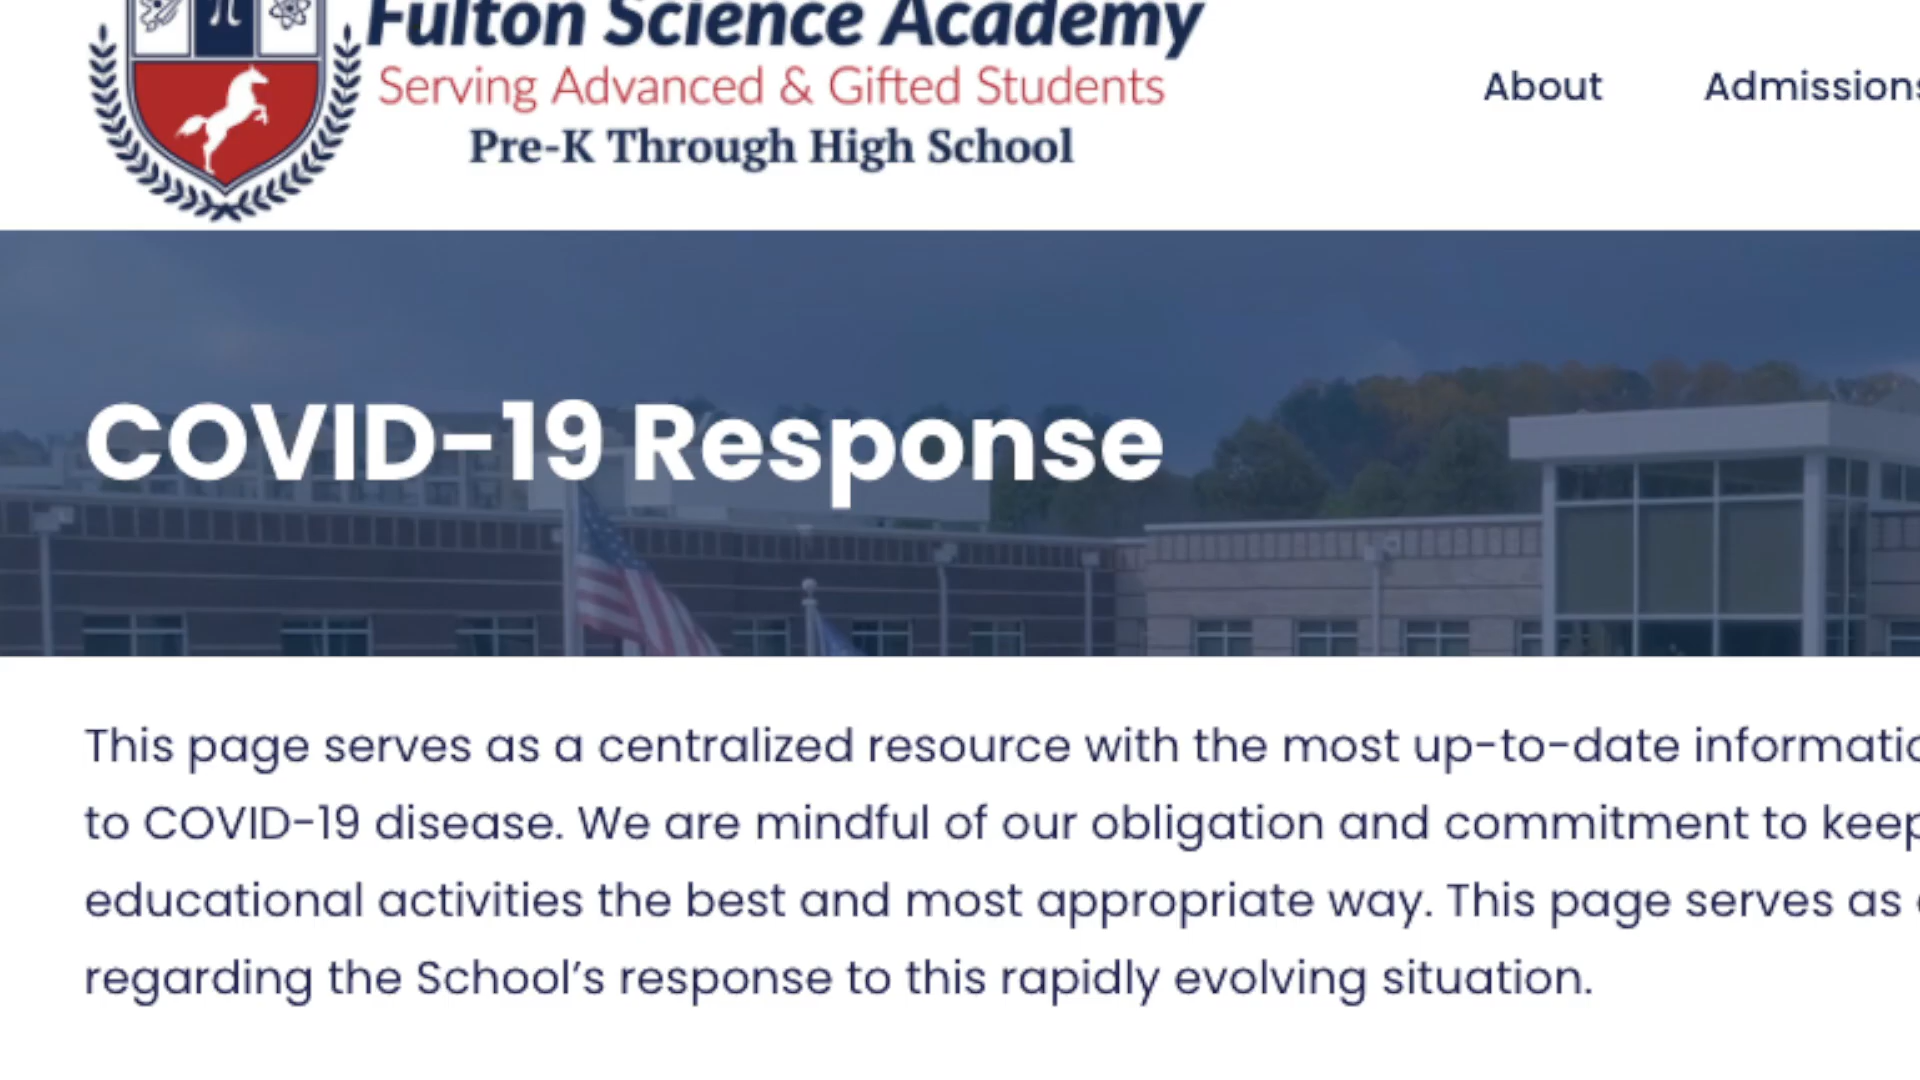 Fulton Science Academy
Serving Advanced & Gifted Students
Pre-K Through High School
About Admissions
COVID-19 Response
This page serves as a centralized resource with the most up-to-date
to COVID-19 disease. We are mindful of our obligation and commitment to keep
educational activities the best and most appropriate way. This page serves as
regarding the School’s response to this rapidly evolving situation.